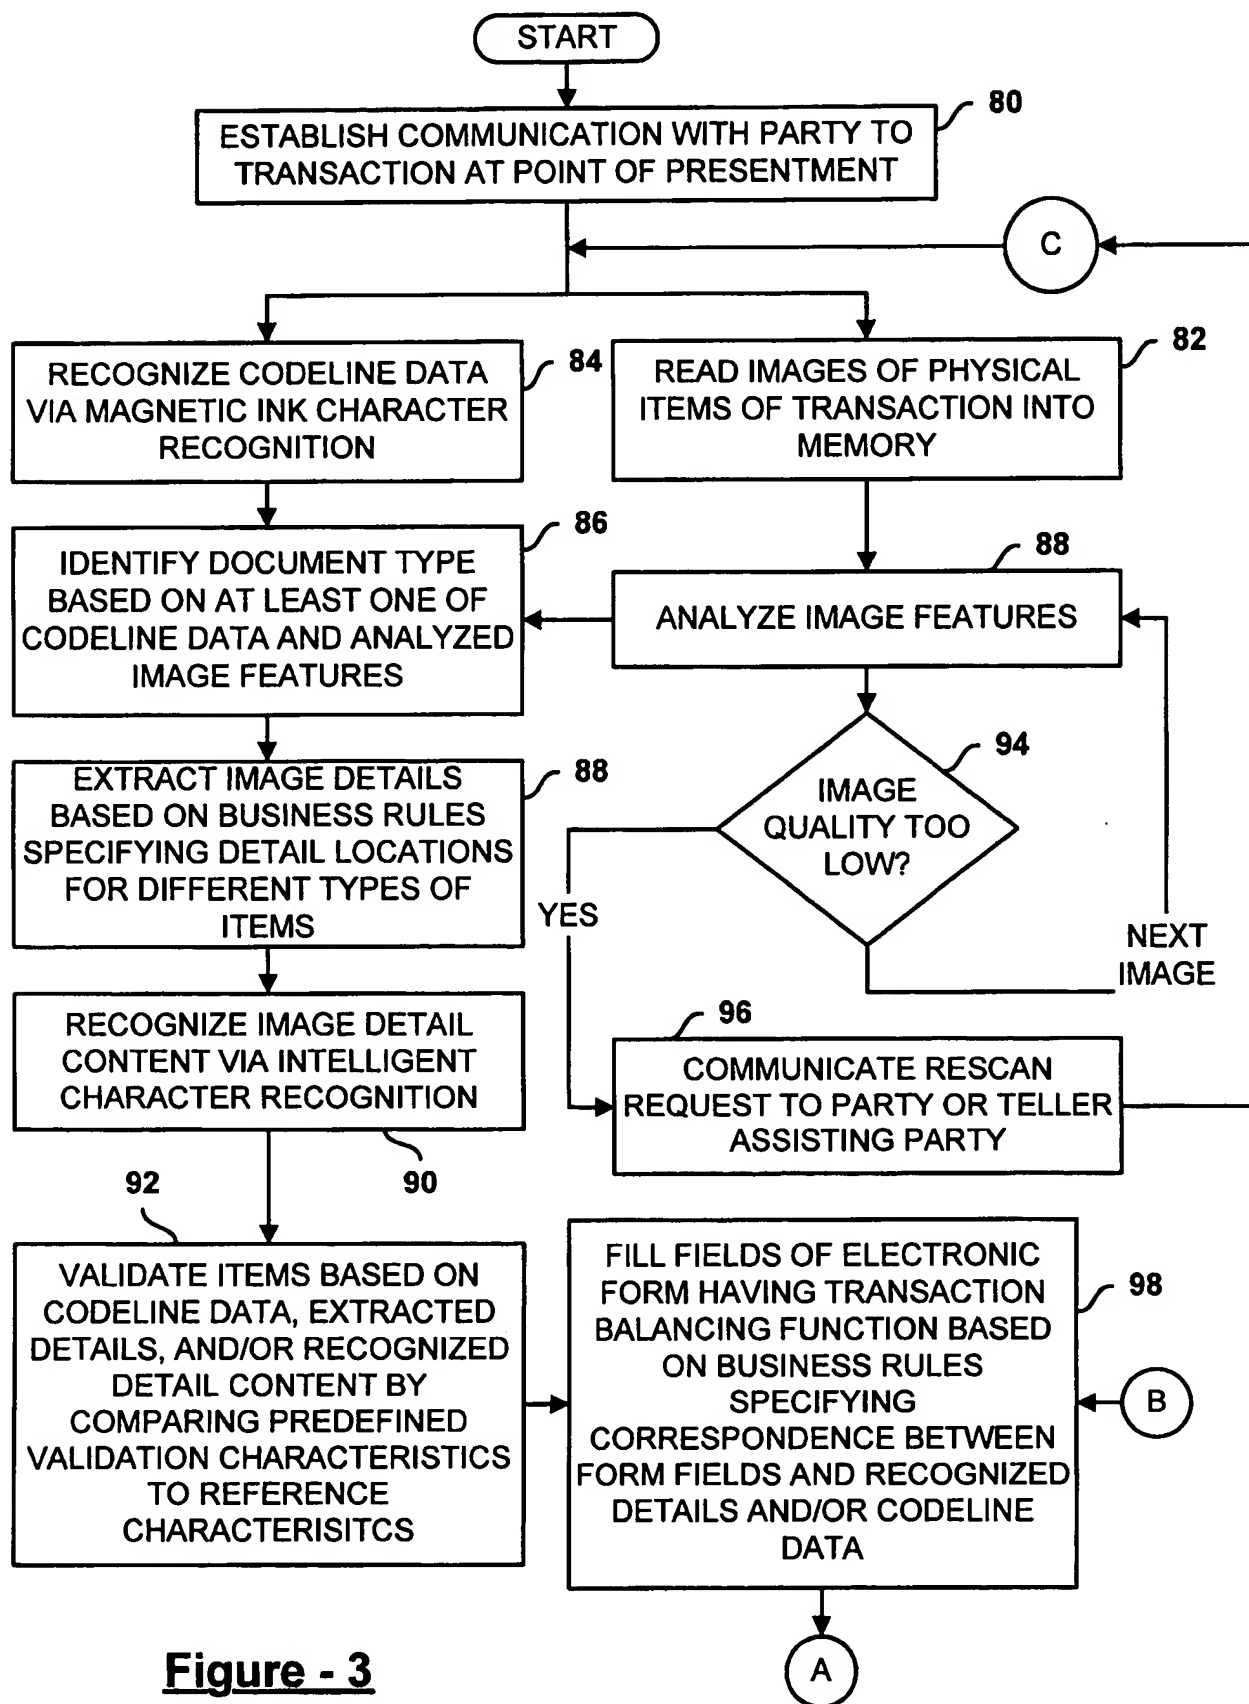 START
80
ESTABLISH COMMUNICATION WITH PARTY TO
TRANSACTION AT POINT OF PRESENTMENT
C
84
RECOGNIZE CODELINE DATA
VIA MAGNETIC INK CHARACTER
RECOGNITION
82
READ IMAGES OF PHYSICAL
ITEMS OF TRANSACTION INTO
MEMORY
86
IDENTIFY DOCUMENT TYPE
BASED ON AT LEAST ONE OF
CODELINE DATA AND ANALYZED
IMAGE FEATURES
88
ANALYZE IMAGE FEATURES
88
EXTRACT IMAGE DETAILS
BASED ON BUSINESS RULES
SPECIFYING DETAIL LOCATIONS
FOR DIFFERENT TYPES OF
ITEMS
94
IMAGE
QUALITY TOO
LOW?
YES
NEXT
IMAGE
RECOGNIZE IMAGE DETAIL
CONTENT VIA INTELLIGENT
CHARACTER RECOGNITION
90
96
COMMUNICATE RESCAN
REQUEST TO PARTY OR TELLER
ASSISTING PARTY
92
VALIDATE ITEMS BASED ON
CODELINE DATA, EXTRACTED
DETAILS, AND/OR RECOGNIZED
DETAIL CONTENT BY
COMPARING PREDEFINED
VALIDATION CHARACTERISTICS
TO REFERENCE
CHARACTERISITCS
FILL FIELDS OF ELECTRONIC
FORM HAVING TRANSACTION
BALANCING FUNCTION BASED
ON BUSINESS RULES
SPECIFYING
CORRESPONDENCE BETWEEN
FORM FIELDS AND RECOGNIZED
DETAILS AND/OR CODELINE
DATA
98
B
A
Figure - 3